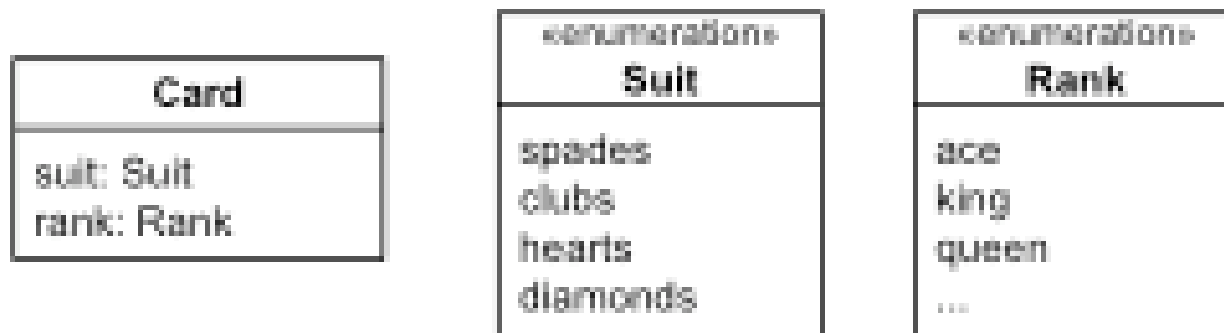 Card
suit: Suit
rank: Rank
«enumeration»
Suit
spades
clubs
hearts
diamonds
«enumeration»
Rank
ace
king
queen
...